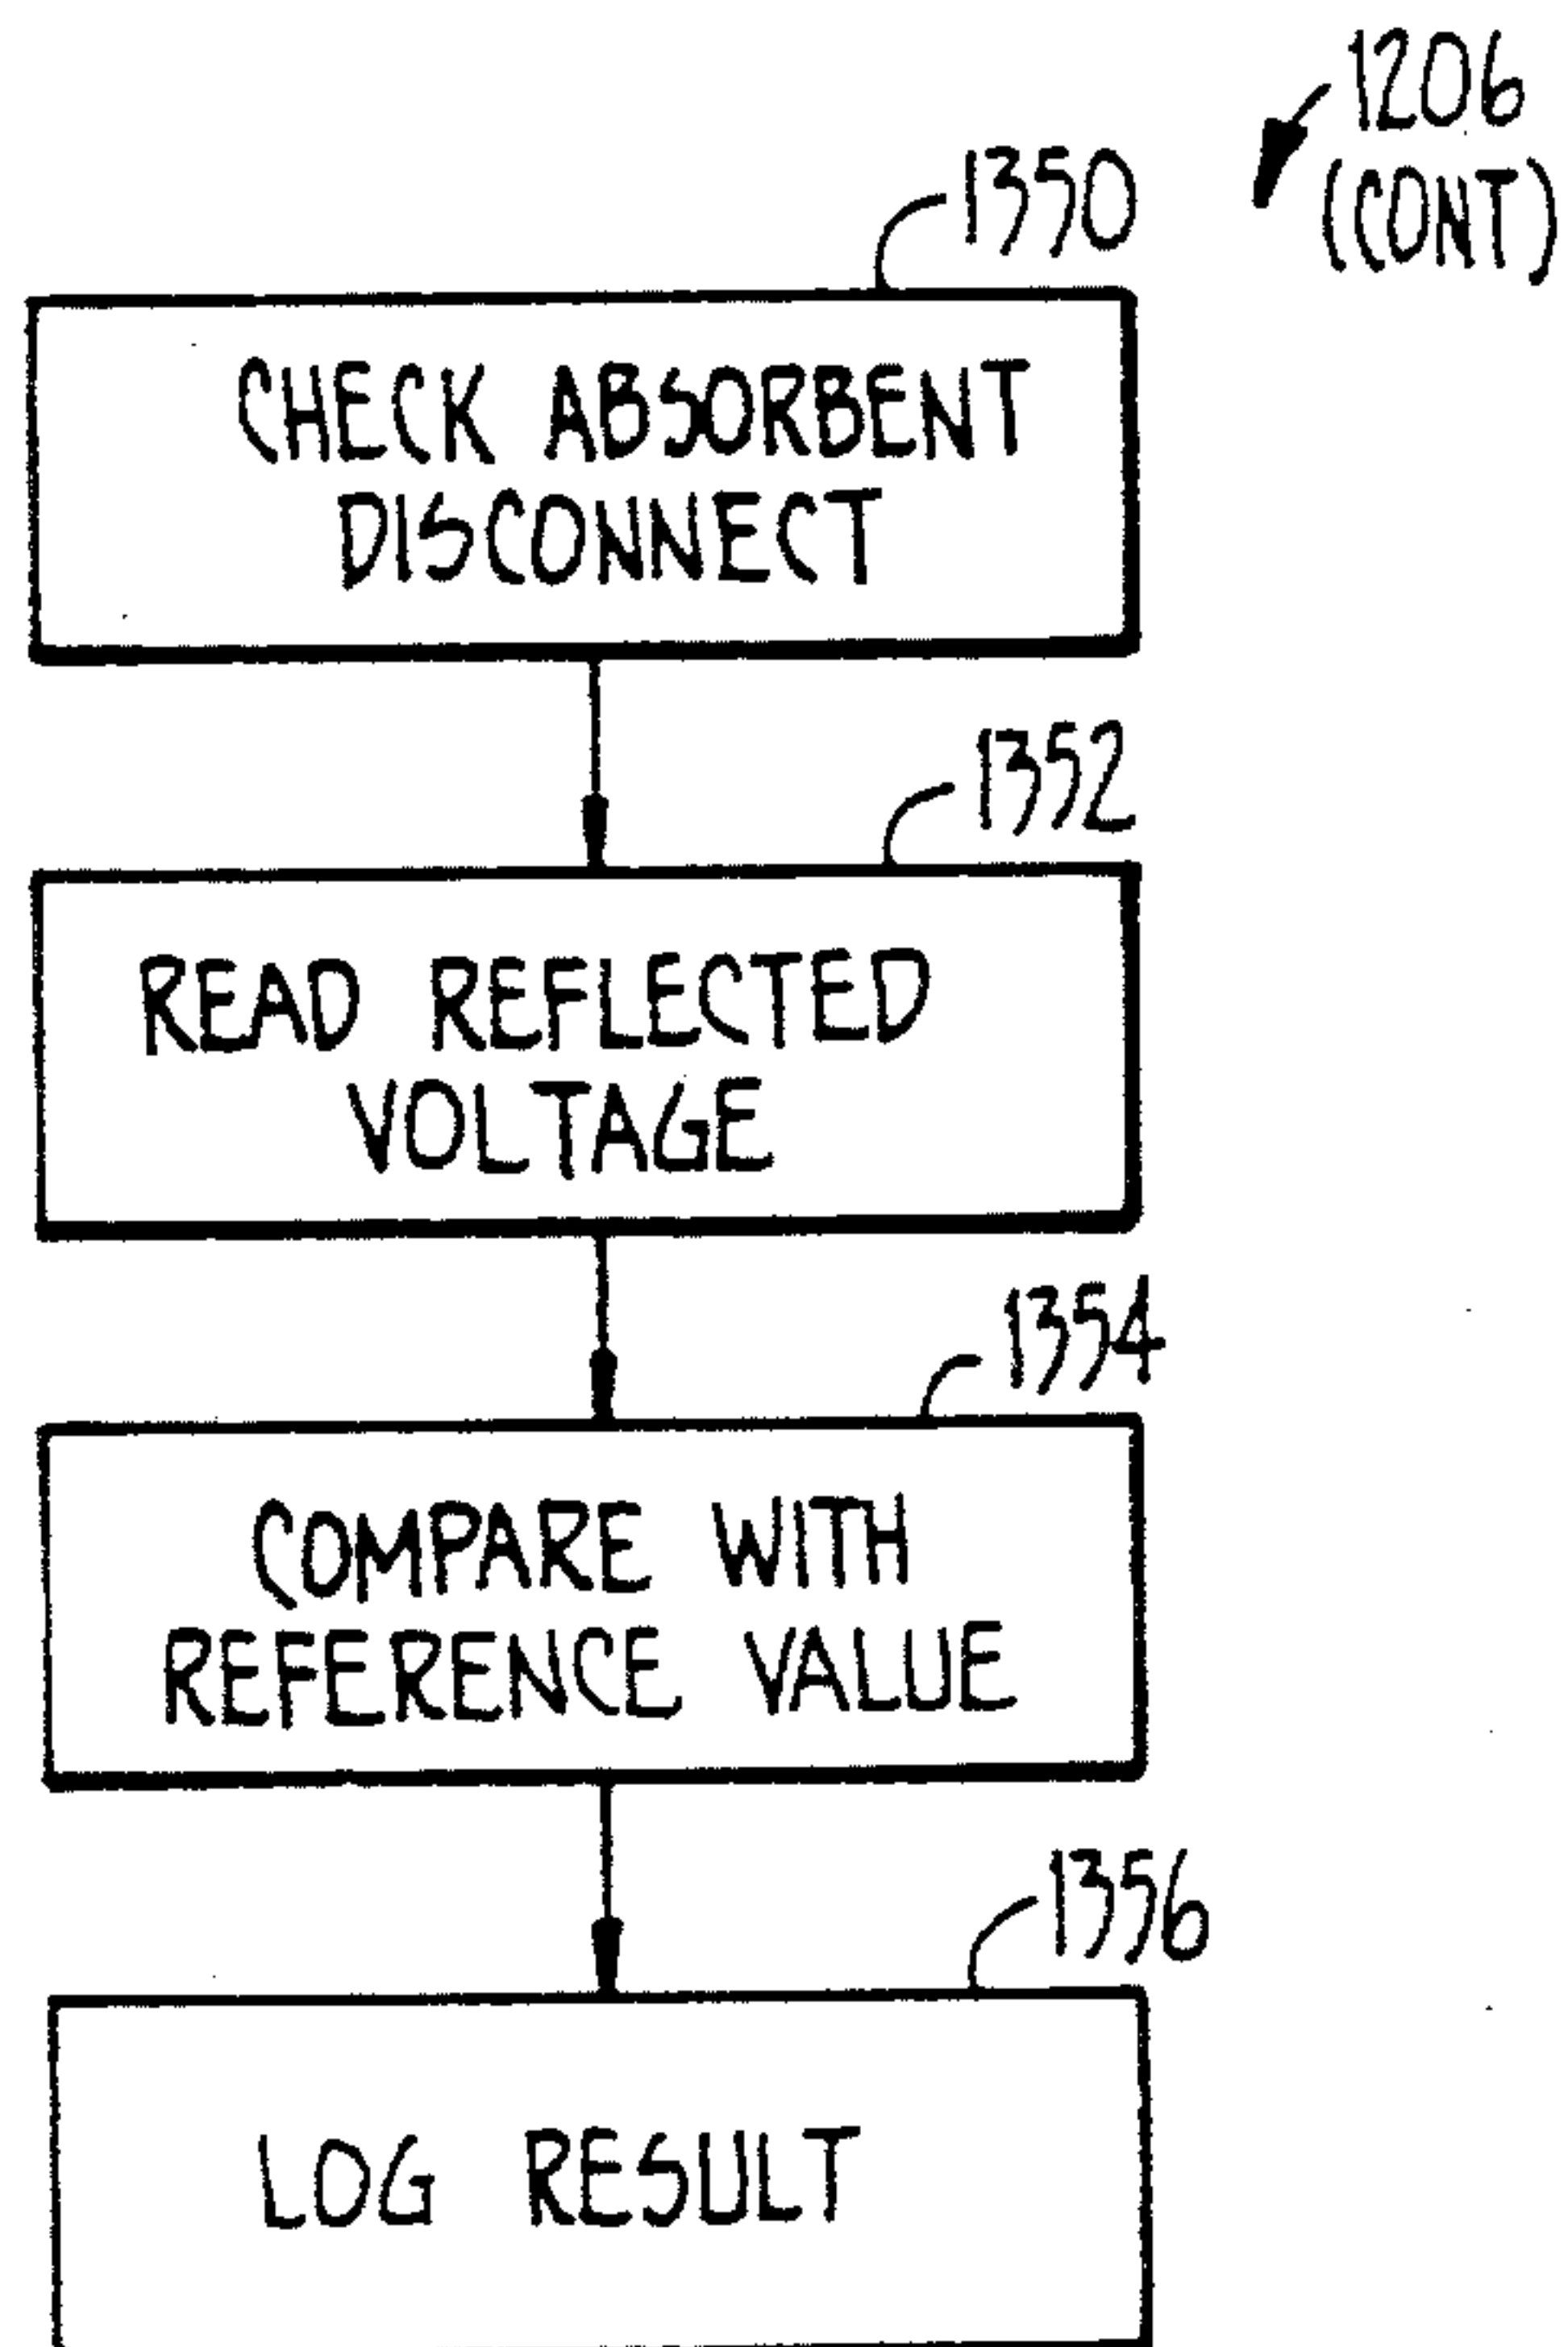 1206
(CONT)
1350
CHECK ABSORBENT
DISCONNECT
1352
READ REFLECTED
VOLTAGE
1354
COMPARE WITH
REFERENCE VALUE
1356
LOG RESULT